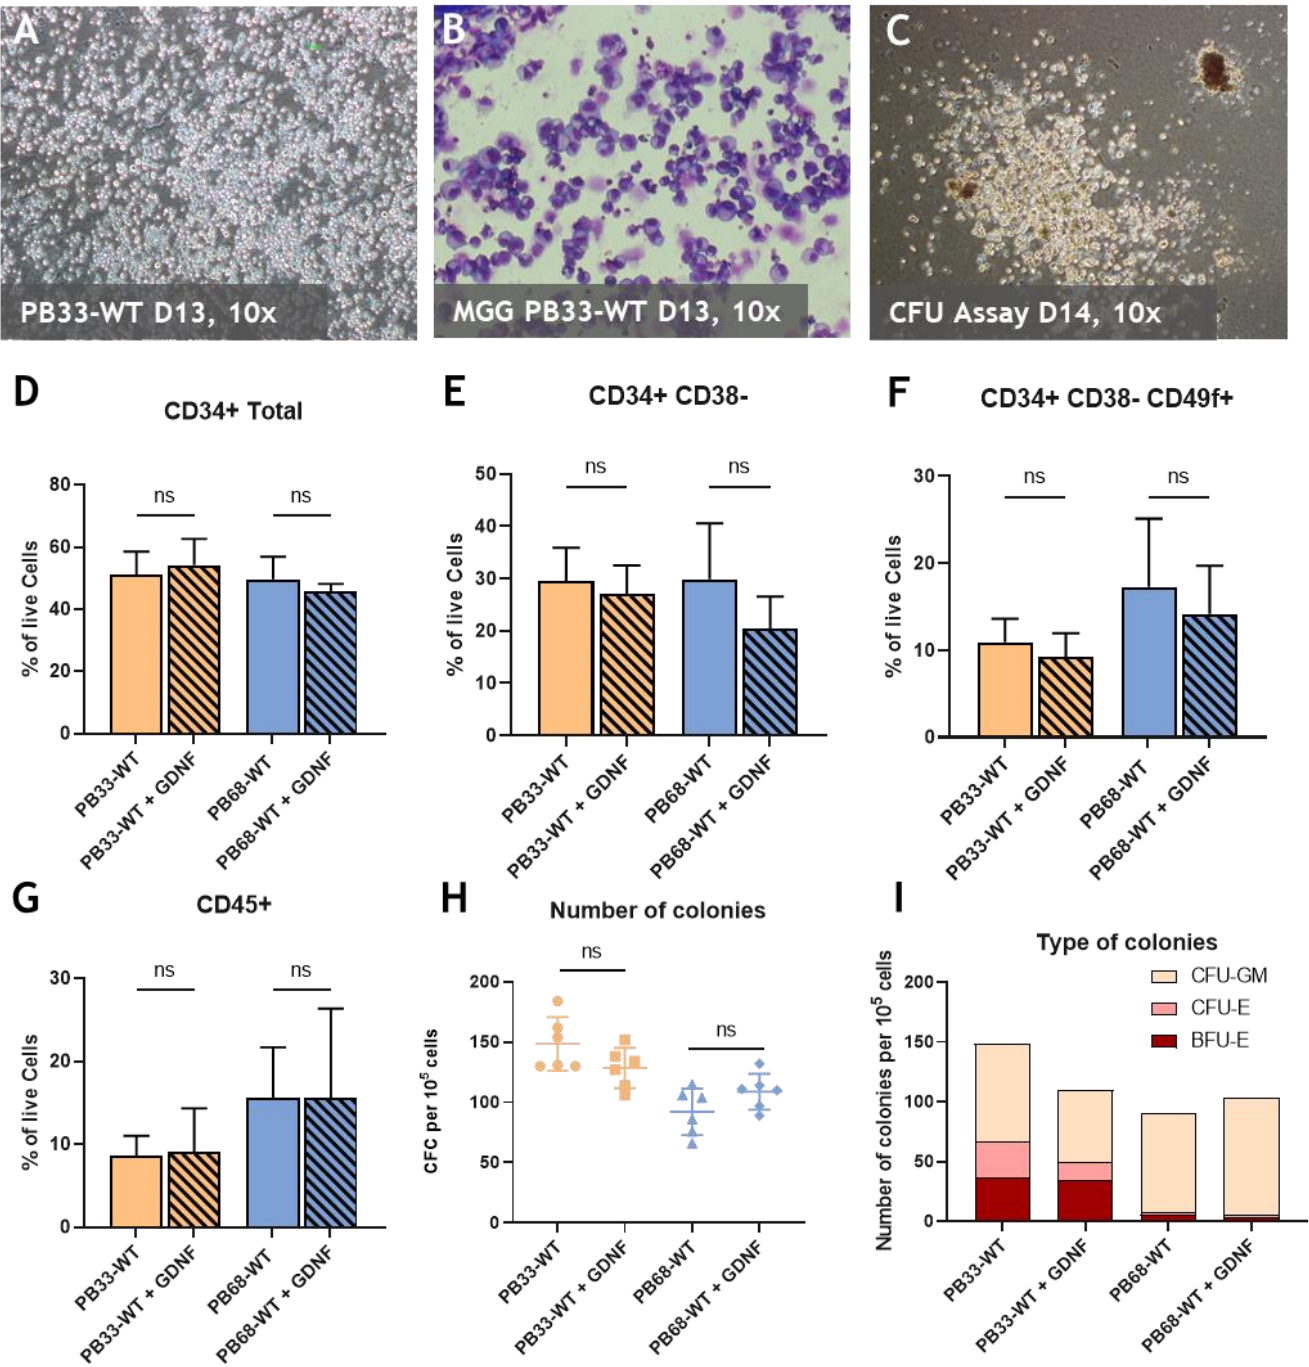 A
B
C
PB33-WT D13, 10x
MGG PB33-WT D13, 10x
CFU Assay D14, 10x
D
CD34+ Total
% of live Cells
80
60
40
20
0
ns
ns
PB33-WT
PB33-WT + GDNF
PB68-WT
PB68-WT + GDNF
E
CD34+ CD38-
% of live Cells
50
40
30
20
10
0
ns
ns
PB33-WT
PB33-WT + GDNF
PB68-WT
PB68-WT + GDNF
F
CD34+ CD38- CD49f+
% of live Cells
30
20
10
0
ns
ns
PB33-WT
PB33-WT + GDNF
PB68-WT
PB68-WT + GDNF
G
CD45+
% of live Cells
30
20
10
0
ns
ns
PB33-WT
PB33-WT + GDNF
PB68-WT
PB68-WT + GDNF
H
Number of colonies
CFC per 10⁵ cells
200
150
100
50
0
ns
ns
PB33-WT
PB33-WT + GDNF
PB68-WT
PB68-WT + GDNF
I
Type of colonies
Number of colonies per 10⁵ cells
200
150
100
50
0
CFU-GM
CFU-E
BFU-E
PB33-WT
PB33-WT + GDNF
PB68-WT
PB68-WT + GDNF